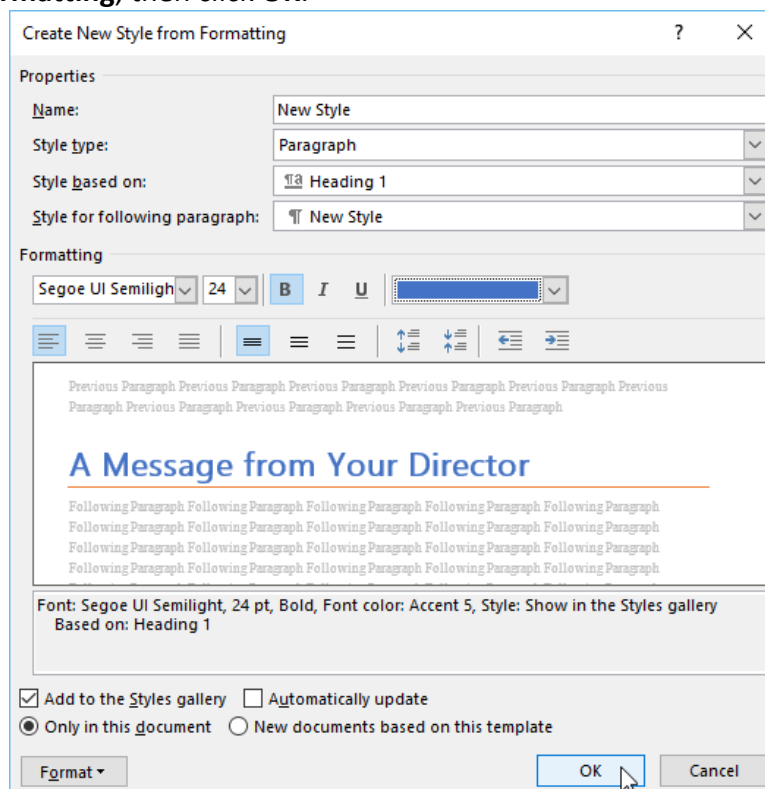 rmatting, then click OK.
Create New Style from Formatting ? ×
Properties
Name: New Style
Style type: Paragraph
Style based on: ¶a Heading 1
Style for following paragraph: ¶ New Style
Formatting
Segoe UI Semiligh 24 B I U
Previous Paragraph Previous Paragraph Previous Paragraph Previous Paragraph Previous Paragraph Previous
Paragraph Previous Paragraph Previous Paragraph Previous Paragraph Previous Paragraph
A Message from Your Director
Following Paragraph Following Paragraph Following Paragraph Following Paragraph Following Paragraph
Following Paragraph Following Paragraph Following Paragraph Following Paragraph Following Paragraph
Following Paragraph Following Paragraph Following Paragraph Following Paragraph Following Paragraph
Following Paragraph Following Paragraph Following Paragraph Following Paragraph Following Paragraph
Font: Segoe UI Semilight, 24 pt, Bold, Font color: Accent 5, Style: Show in the Styles gallery
Based on: Heading 1
Add to the Styles gallery Automatically update
Only in this document New documents based on this template
Format OK Cancel